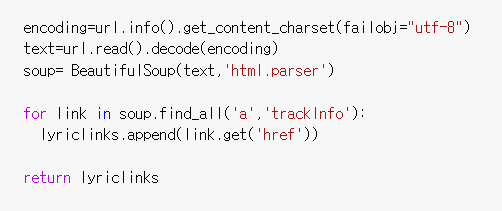 encoding=url.info().get_content_charset(failobj="utf-8")
text=url.read().decode(encoding)
soup= BeautifulSoup(text,'html.parser')
for link in soup.find_all('a','trackInfo'):
lyriclinks.append(link.get('href'))
return lyriclinks